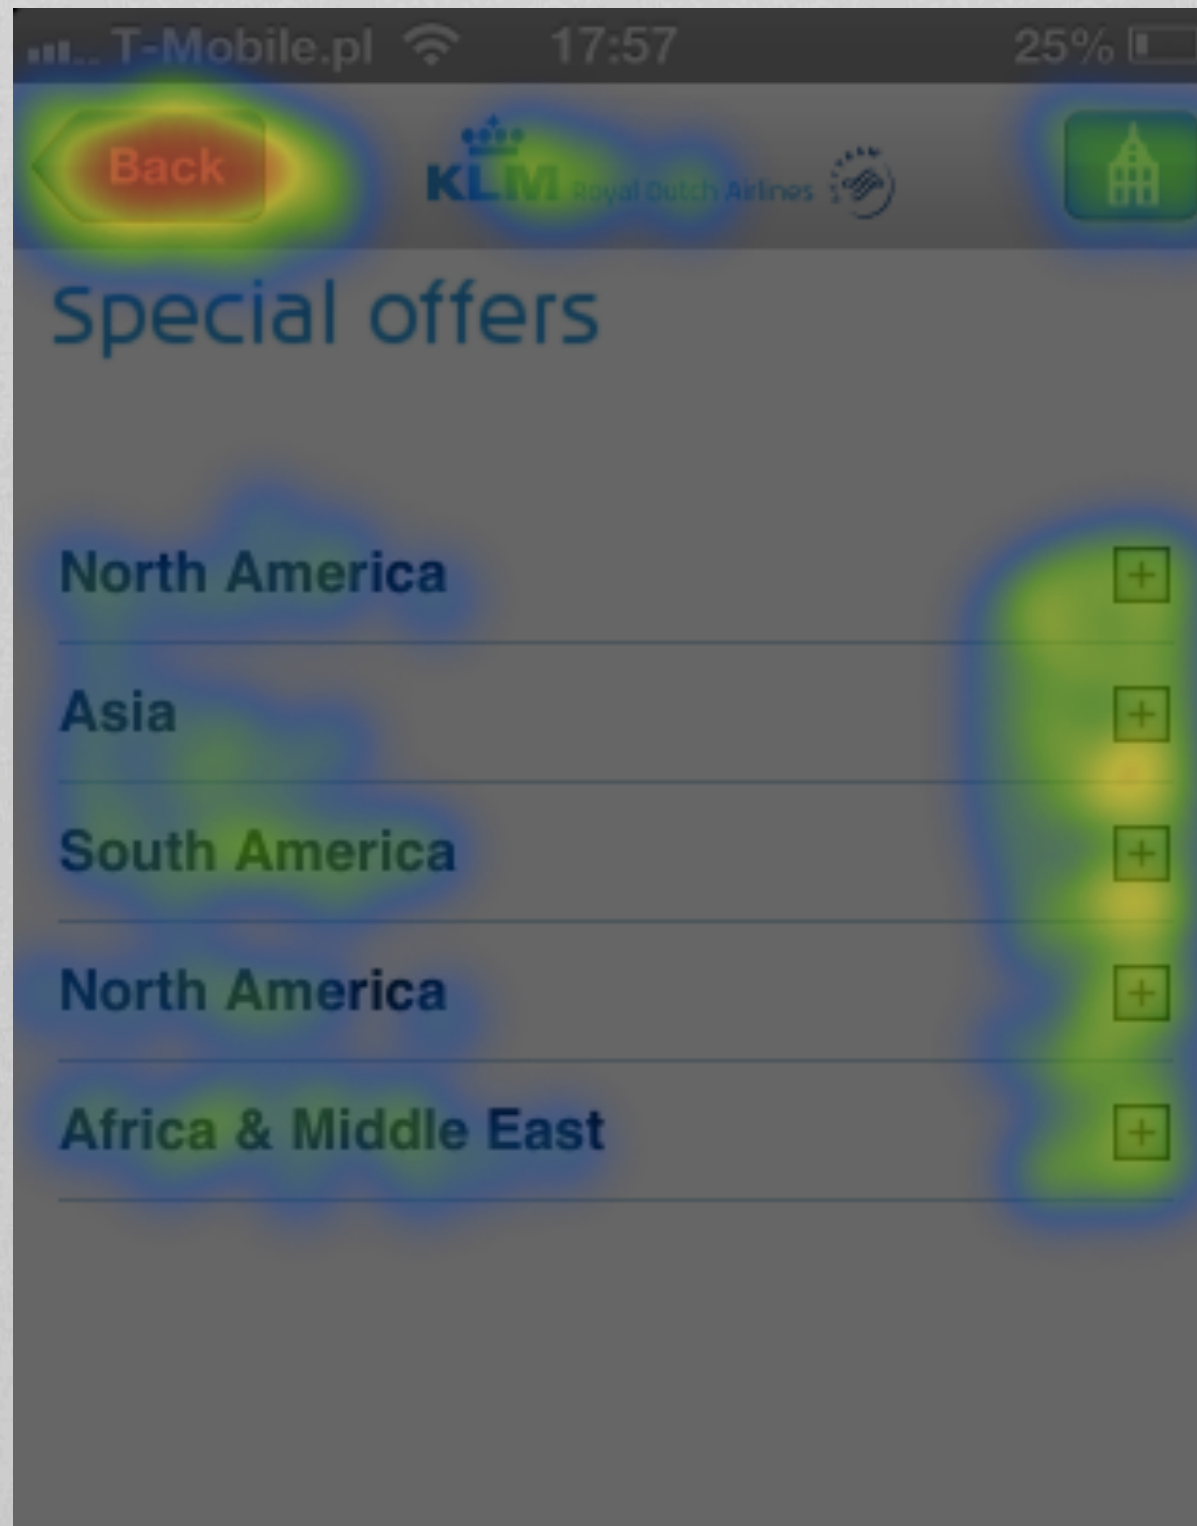 T-Mobile.pl 17:57 25%
Back KLM Royal Dutch Airlines
Special offers
North America
Asia
South America
North America
Africa & Middle East